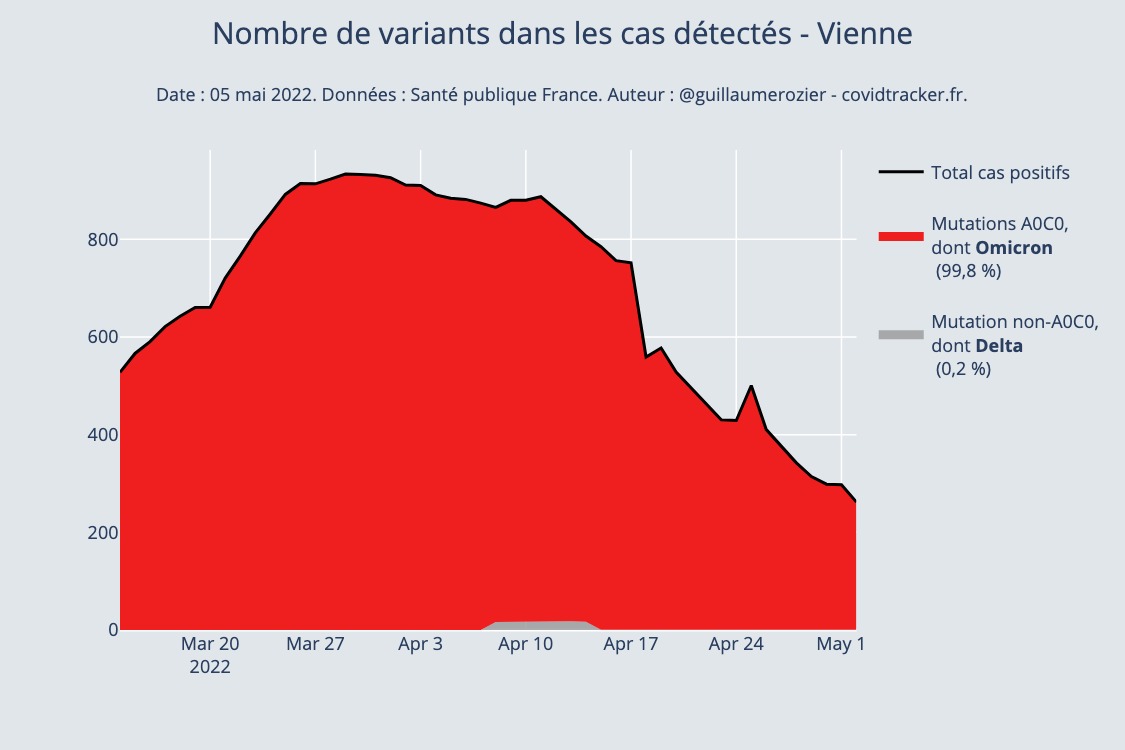 Nombre de variants dans les cas détectés - Vienne
Date : 05 mai 2022. Données : Santé publique France. Auteur : @guillaumerozier - covidtracker.fr.
Total cas positifs
Mutations A0C0,
dont Omicron
(99,8 %)
Mutation non-A0C0,
dont Delta
(0,2 %)
800
600
400
200
0
Mar 20 Mar 27 Apr 3 Apr 10 Apr 17 Apr 24 May 1
2022